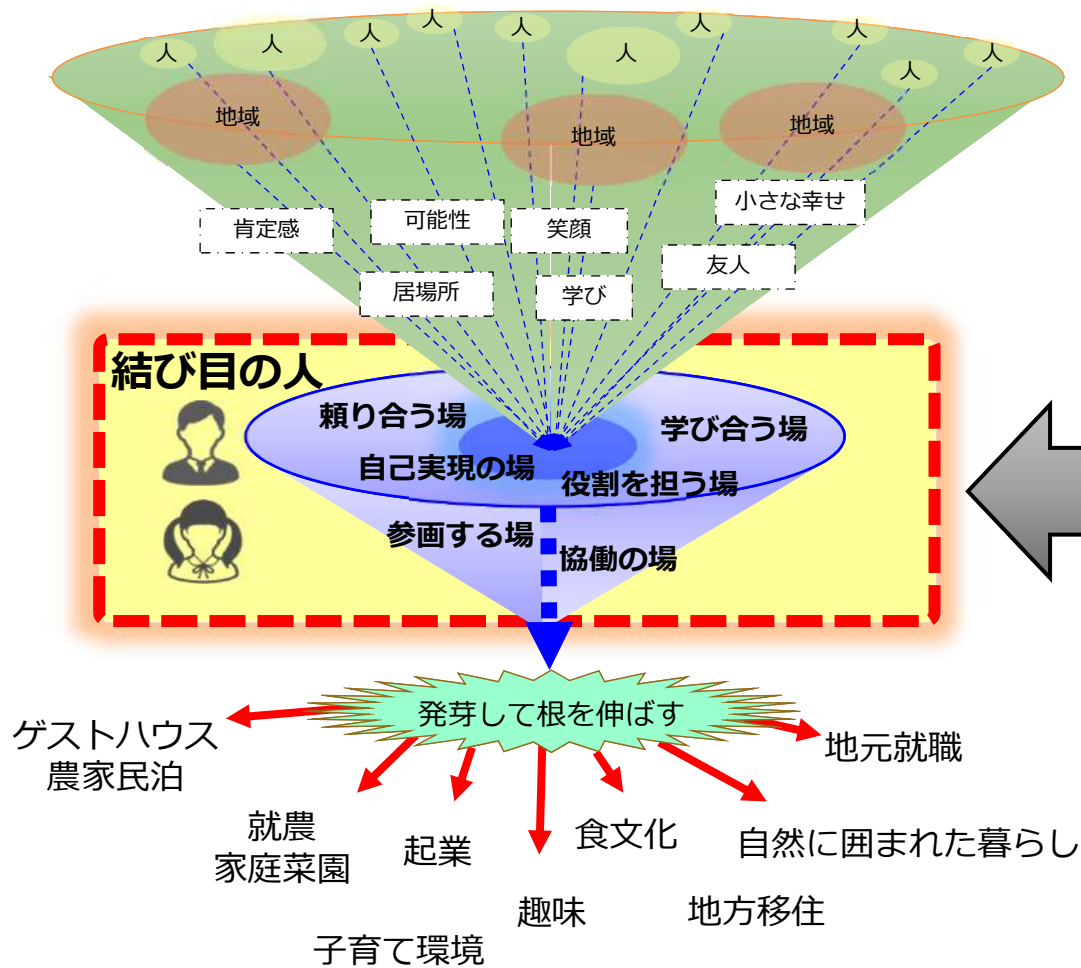 人
人
人
人
人
人
人
人
人
人
地域
地域
地域
小さな幸せ
肯定感
可能性
笑顔
友人
居場所
学び
結び目の人
頼り合う場
学び合う場
自己実現の場
役割を担う場
参画する場
協働の場
発芽して根を伸ばす
ゲストハウス
農家民泊
地元就職
就農
家庭菜園
起業
食文化
自然に囲まれた暮らし
趣味
地方移住
子育て環境